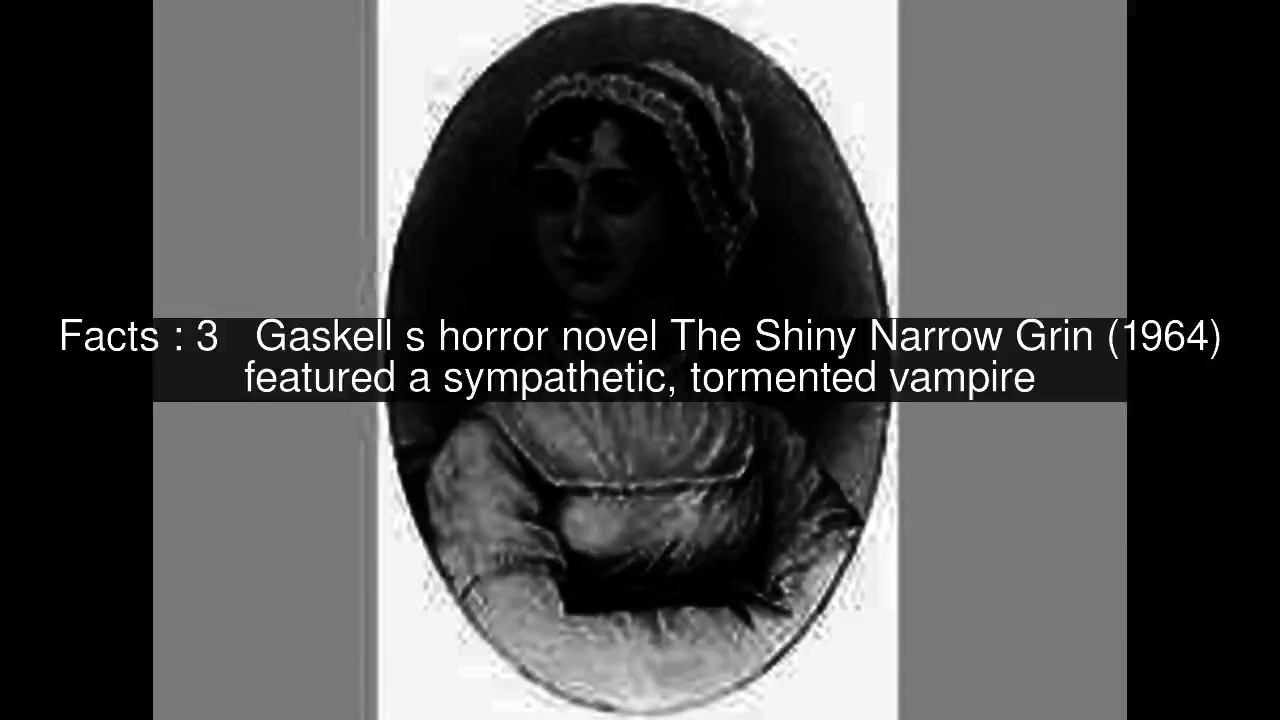 Facts : 3   Gaskell s horror novel The Shiny Narrow Grin (1964)
featured a sympathetic, tormented vampire